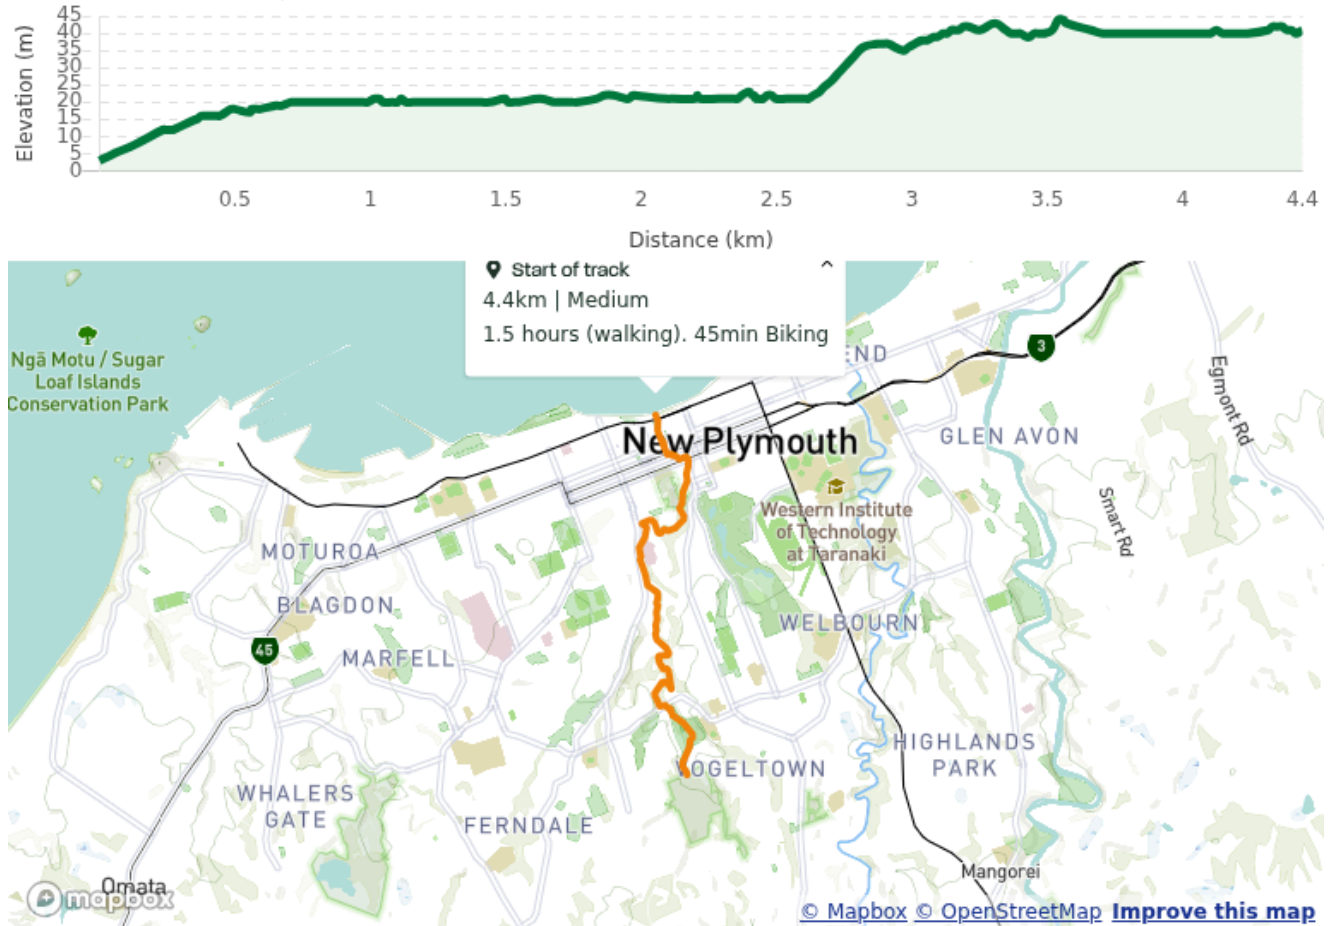 45
40
35
30
25
20
15
10
5
0
Elevation (m)
0.5
1
1.5
2
2.5
3
3.5
4
4.4
Distance (km)
Start of track
4.4km | Medium
1.5 hours (walking). 45min Biking
Ngā Motu / Sugar
Loaf Islands
Conservation Park
END
3
Egmont Rd
New Plymouth
GLEN AVON
Western Institute
of Technology
at Taranaki
Smart Rd
MOTUROA
BLAGDON
WELBOURN
45
MARFELL
HIGHLANDS
PARK
VOGELTOWN
WHALERS
GATE
FERNDALE
Mangorei
Omata
mapbox
© Mapbox © OpenStreetMap Improve this map